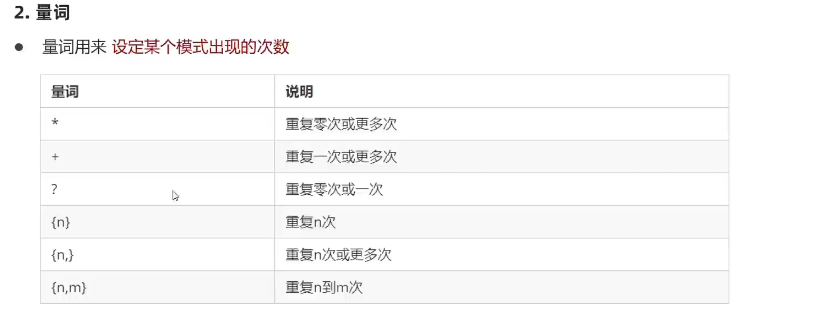 2. 量词
● 量词用来 设定某个模式出现的次数
量词 说明
* 重复零次或更多次
+ 重复一次或更多次
? 重复零次或一次
{n} 重复n次
{n,} 重复n次或更多次
{n,m} 重复n到m次